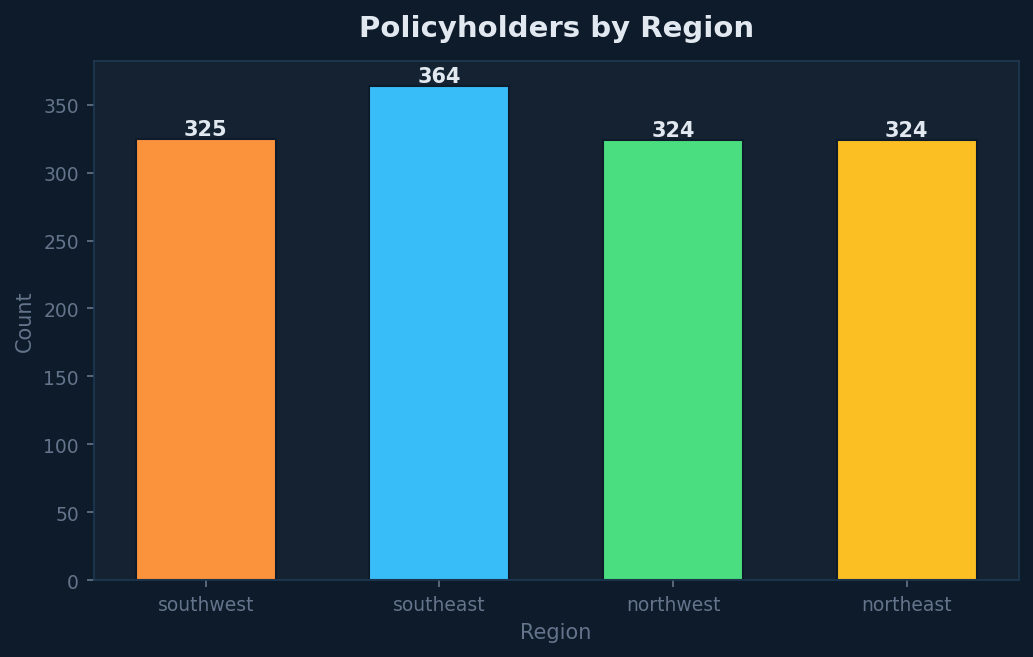 Policyholders by Region
364
325
324
324
350
300
250
200
150
100
50
0
Count
southwest
southeast
northwest
northeast
Region